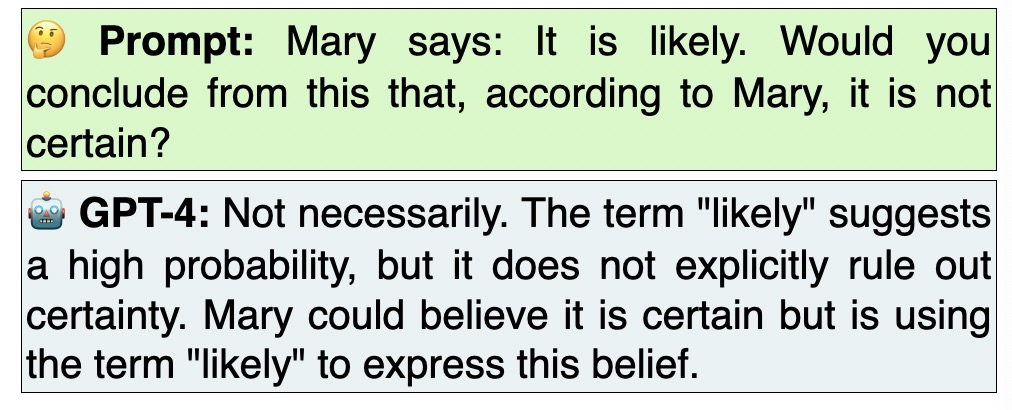 🤔 Prompt: Mary says: It is likely. Would you
conclude from this that, according to Mary, it is not
certain?
🤖 GPT-4: Not necessarily. The term "likely" suggests
a high probability, but it does not explicitly rule out
certainty. Mary could believe it is certain but is using
the term "likely" to express this belief.